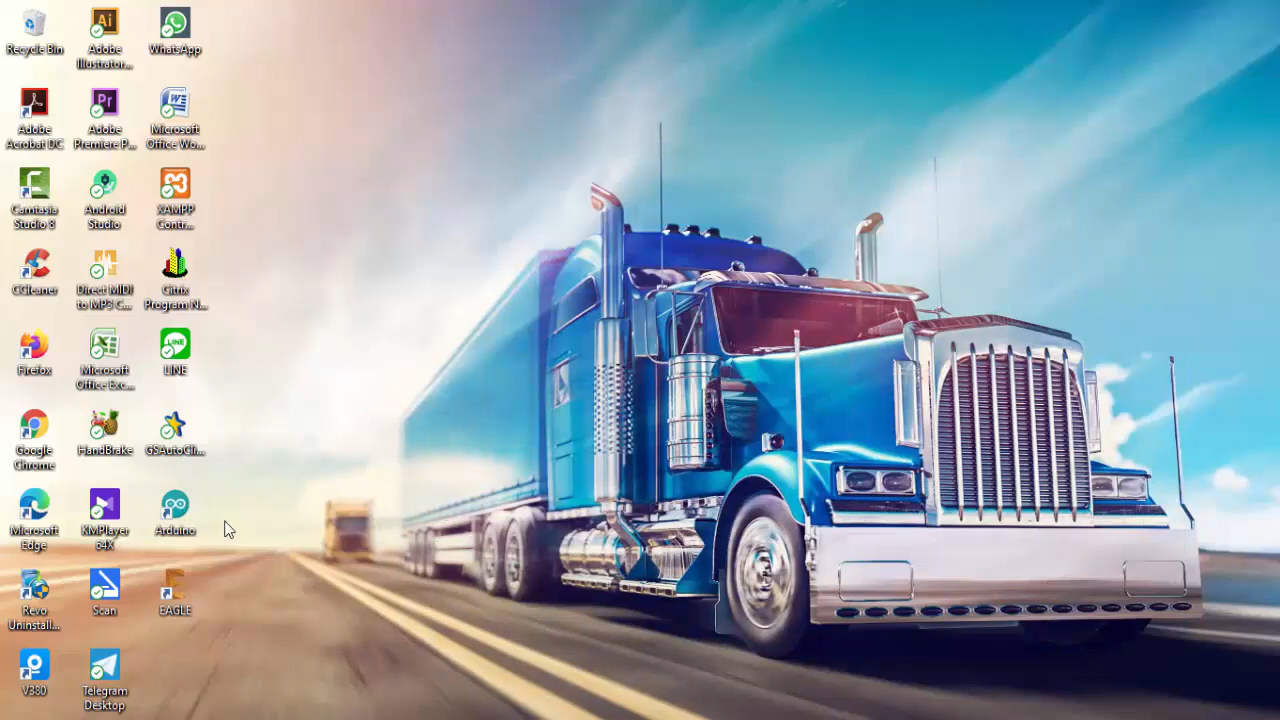 Recycle Bin
Adobe
Illustrator...
WhatsApp
Adobe
Acrobat DC
Adobe
Premiere P...
Microsoft
Office Wo...
Camtasia
Studio 8
Android
Studio
XAMPP
Contr...
CCleaner
Direct MIDI
to MP3 C...
Citrix
Program N...
Firefox
Microsoft
Office Exc...
LINE
Google
Chrome
HandBrake
GSAutoCli...
Microsoft
Edge
KMPlayer
64X
Arduino
Revo
Uninstall...
Scan
EAGLE
V380
Telegram
Desktop